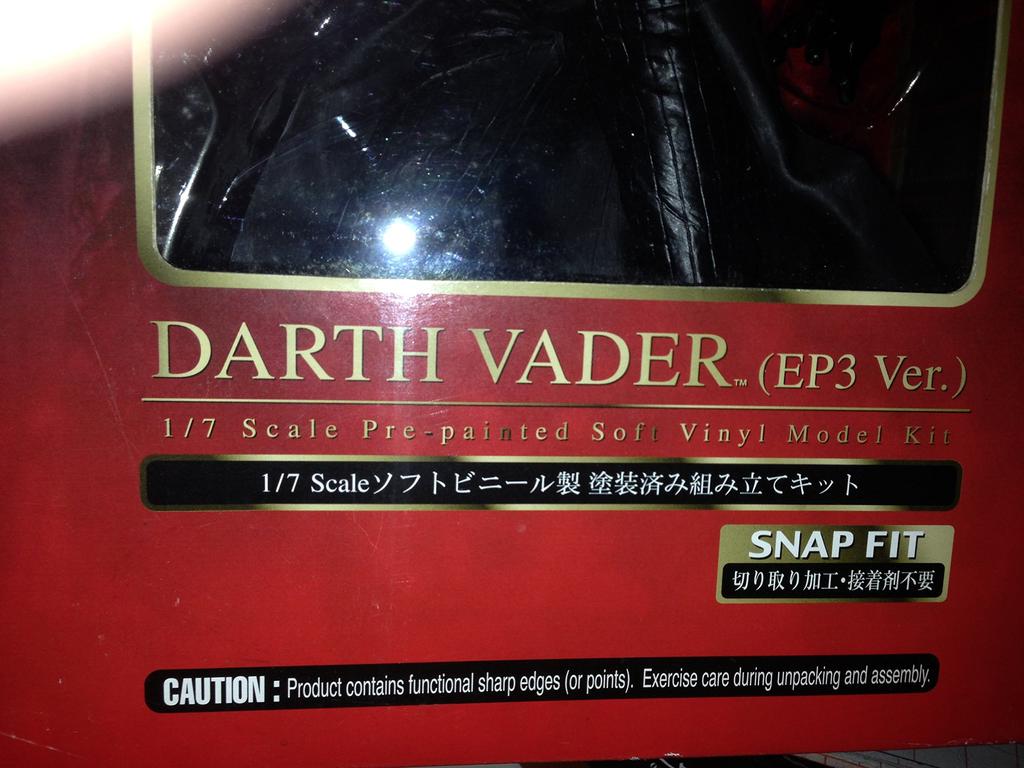 DARTH VADER™ (EP3 Ver.)
1/7 Scale Pre-painted Soft Vinyl Model Kit
1/7 Scaleソフトビニール製 塗装済み組み立てキット
SNAP FIT
切り取り加工・接着剤不要
CAUTION : Product contains functional sharp edges (or points). Exercise care during unpacking and assembly.